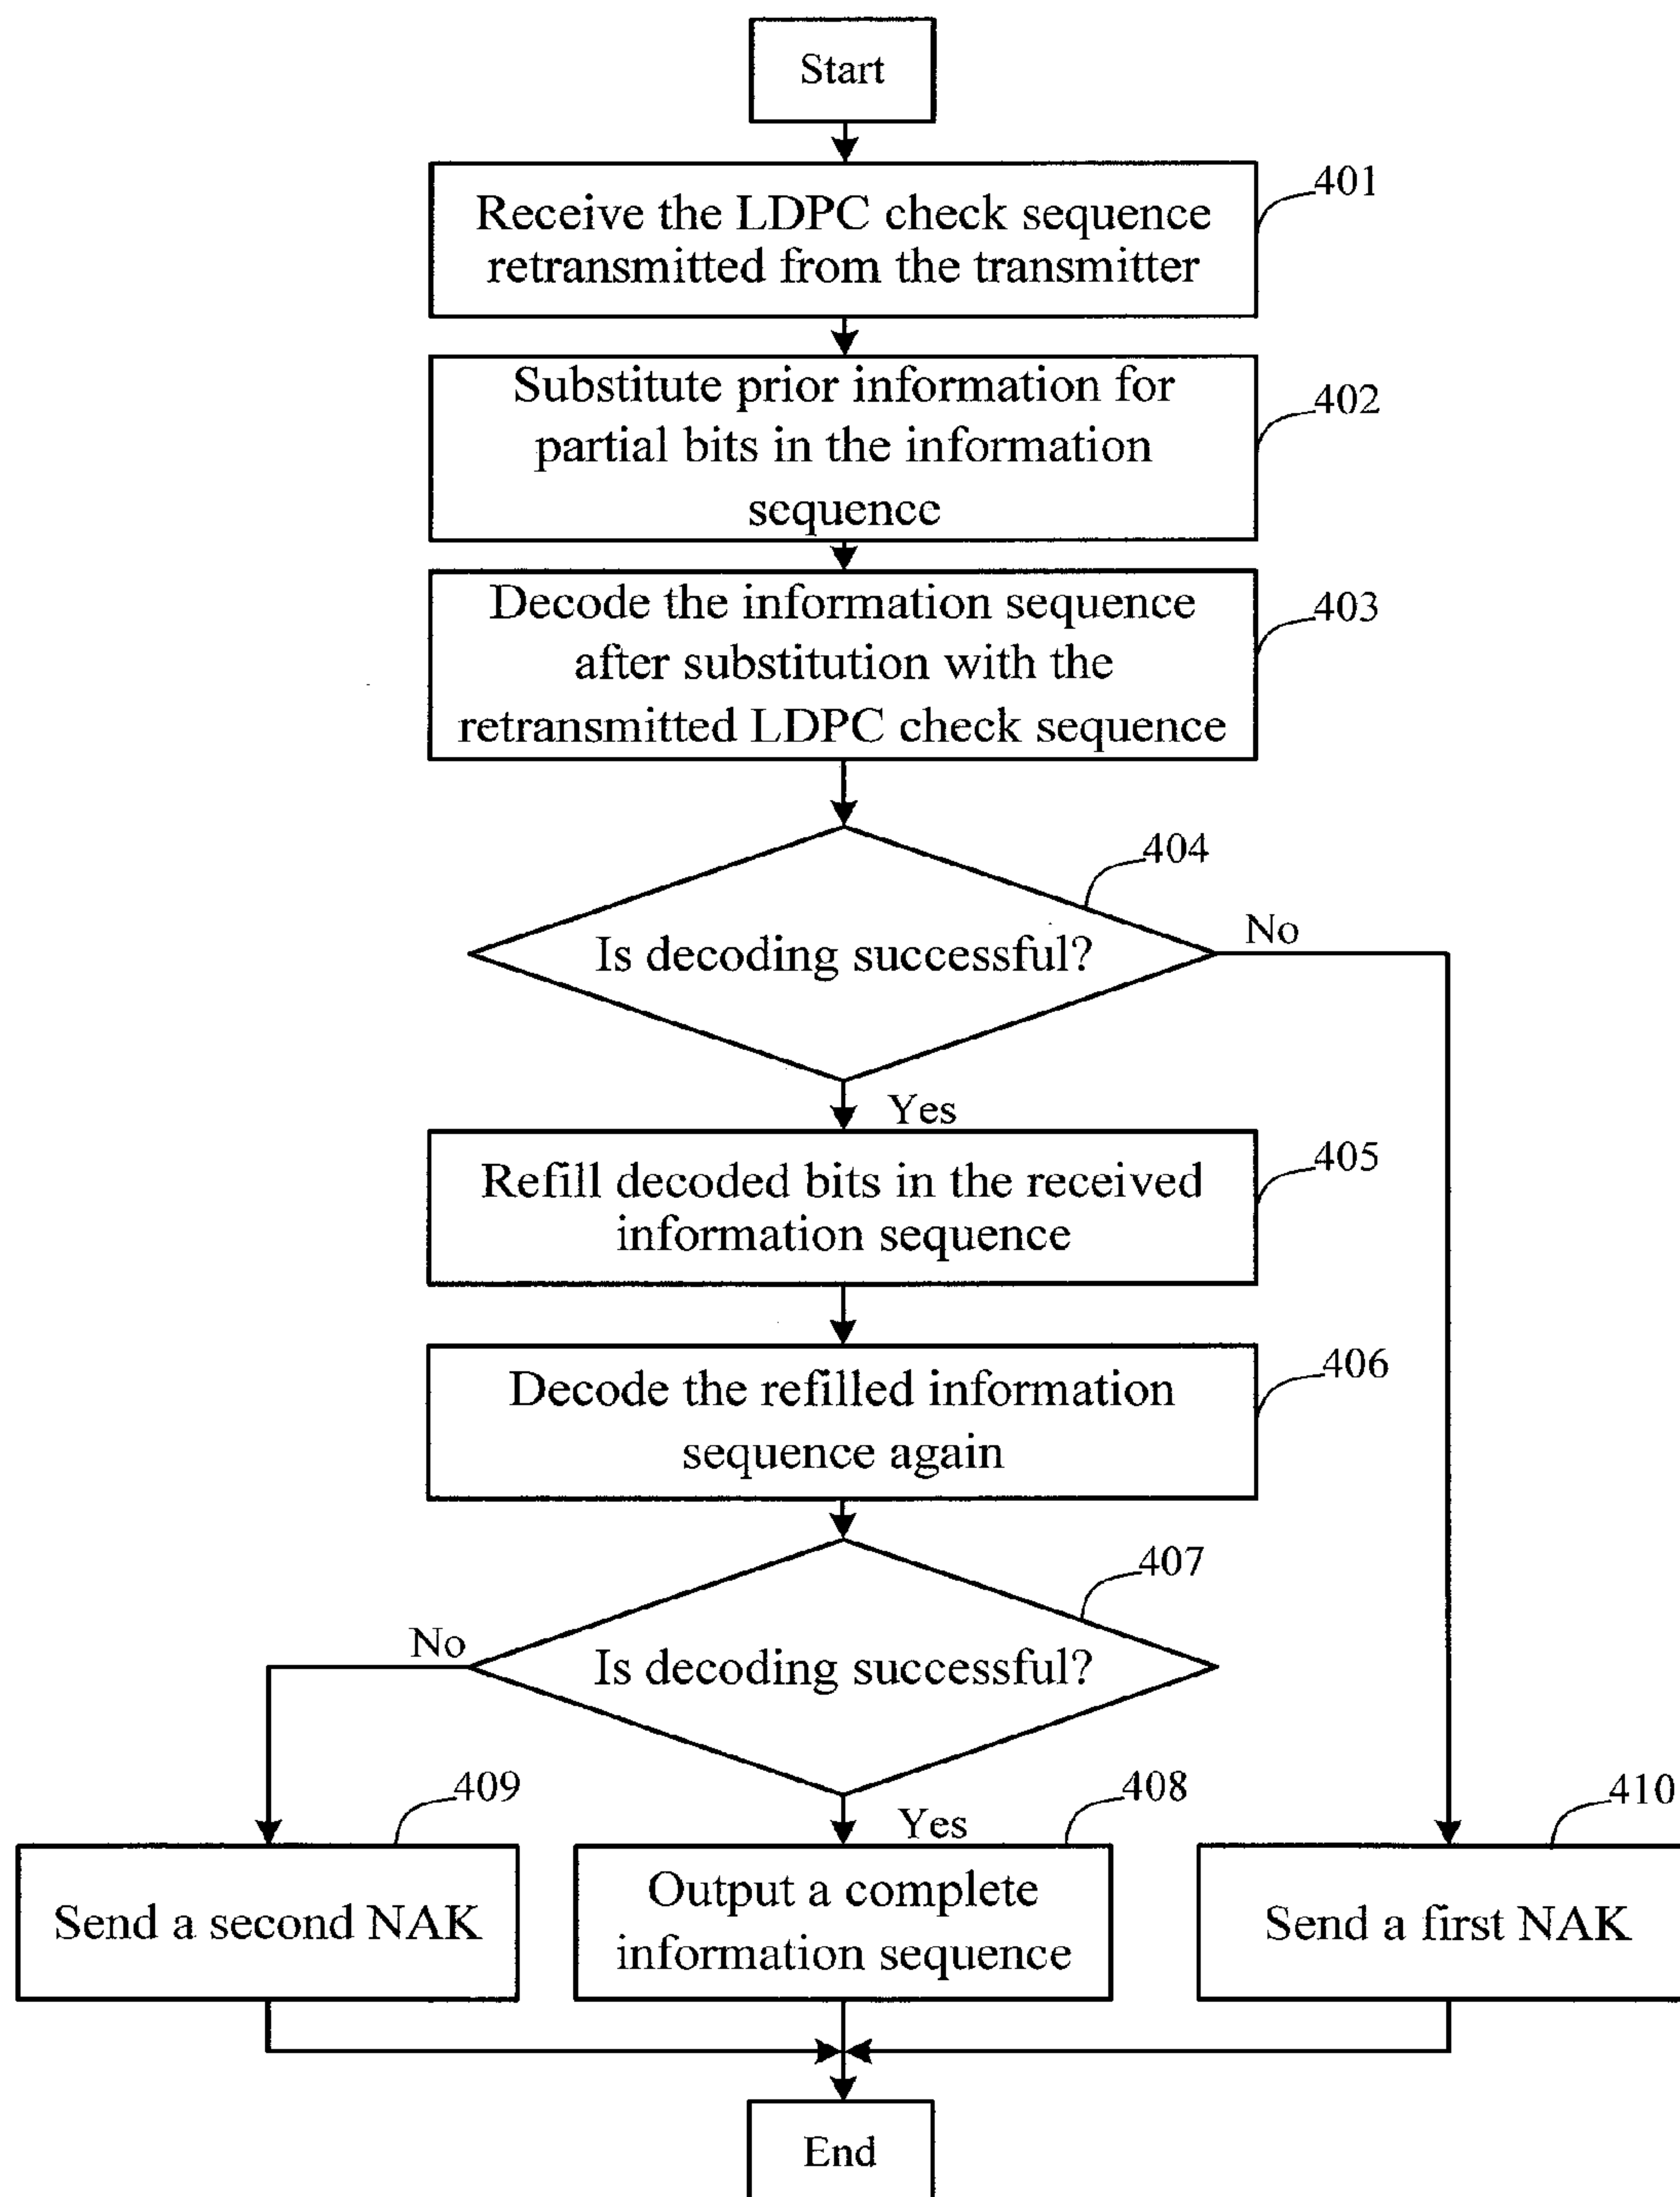 Start
401
Receive the LDPC check sequence
retransmitted from the transmitter
402
Substitute prior information for
partial bits in the information
sequence
403
Decode the information sequence
after substitution with the
retransmitted LDPC check sequence
404
Is decoding successful?
No
Yes
405
Refill decoded bits in the received
information sequence
406
Decode the refilled information
sequence again
407
Is decoding successful?
No
Yes
409
Send a second NAK
408
Output a complete
information sequence
410
Send a first NAK
End